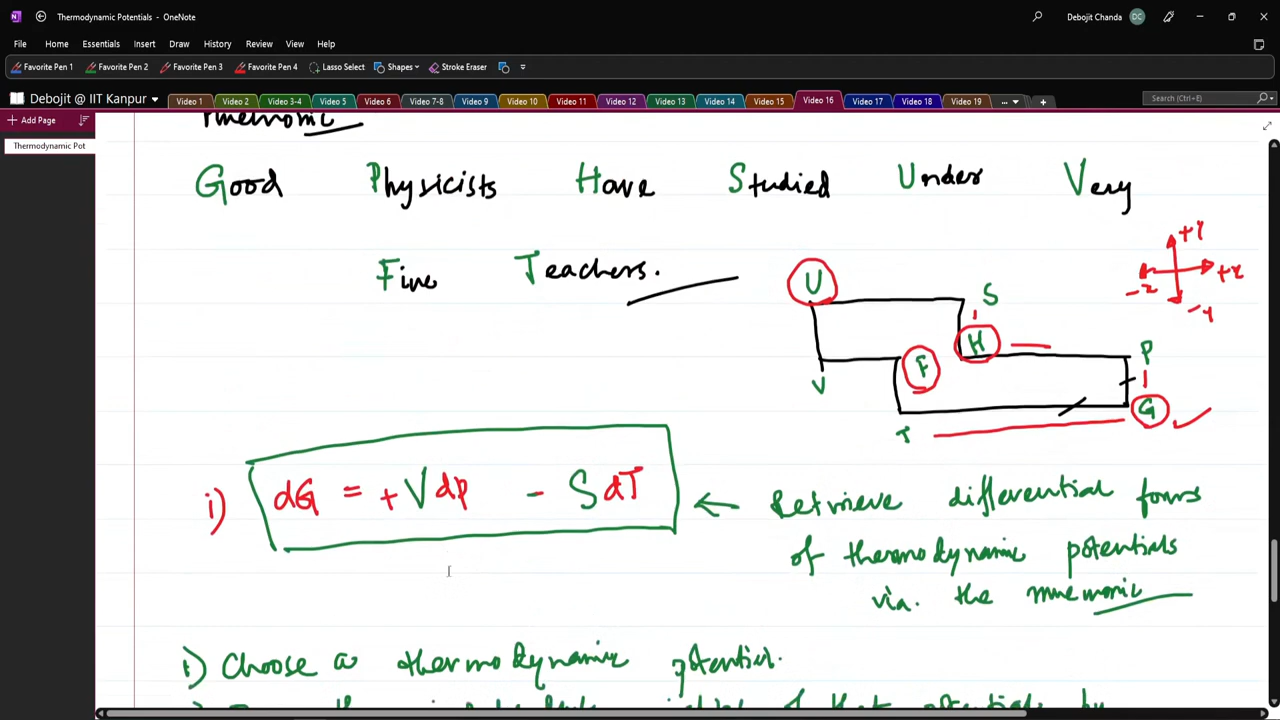 Thermodynamic Potentials - OneNote
Debojit Chanda DC
File Home Essentials Insert Draw History Review View Help
Favorite Pen 1 Favorite Pen 2 Favorite Pen 3 Favorite Pen 4 Lasso Select Shapes Stroke Eraser
Debojit @ IIT Kanpur Video 1 Video 2 Video 3-4 Video 5 Video 6 Video 7-8 Video 9 Video 10 Video 11 Video 12 Video 13 Video 14 Video 15 Video 16 Video 17 Video 18 Video 19 ... + Search (Ctrl+E)
+ Add Page
Thermodynamic Pot
Mnemonic
Good Physicists Have Studied Under Very
Fine Teachers.
+Y
+x
-x
-Y
U
S
H
F
P
V
G
T
i) dG = + Vdp - SdT ← Retrieve differential forms
of thermodynamic potentials
via. the mnemonic
1) Choose a thermodynamic potential.